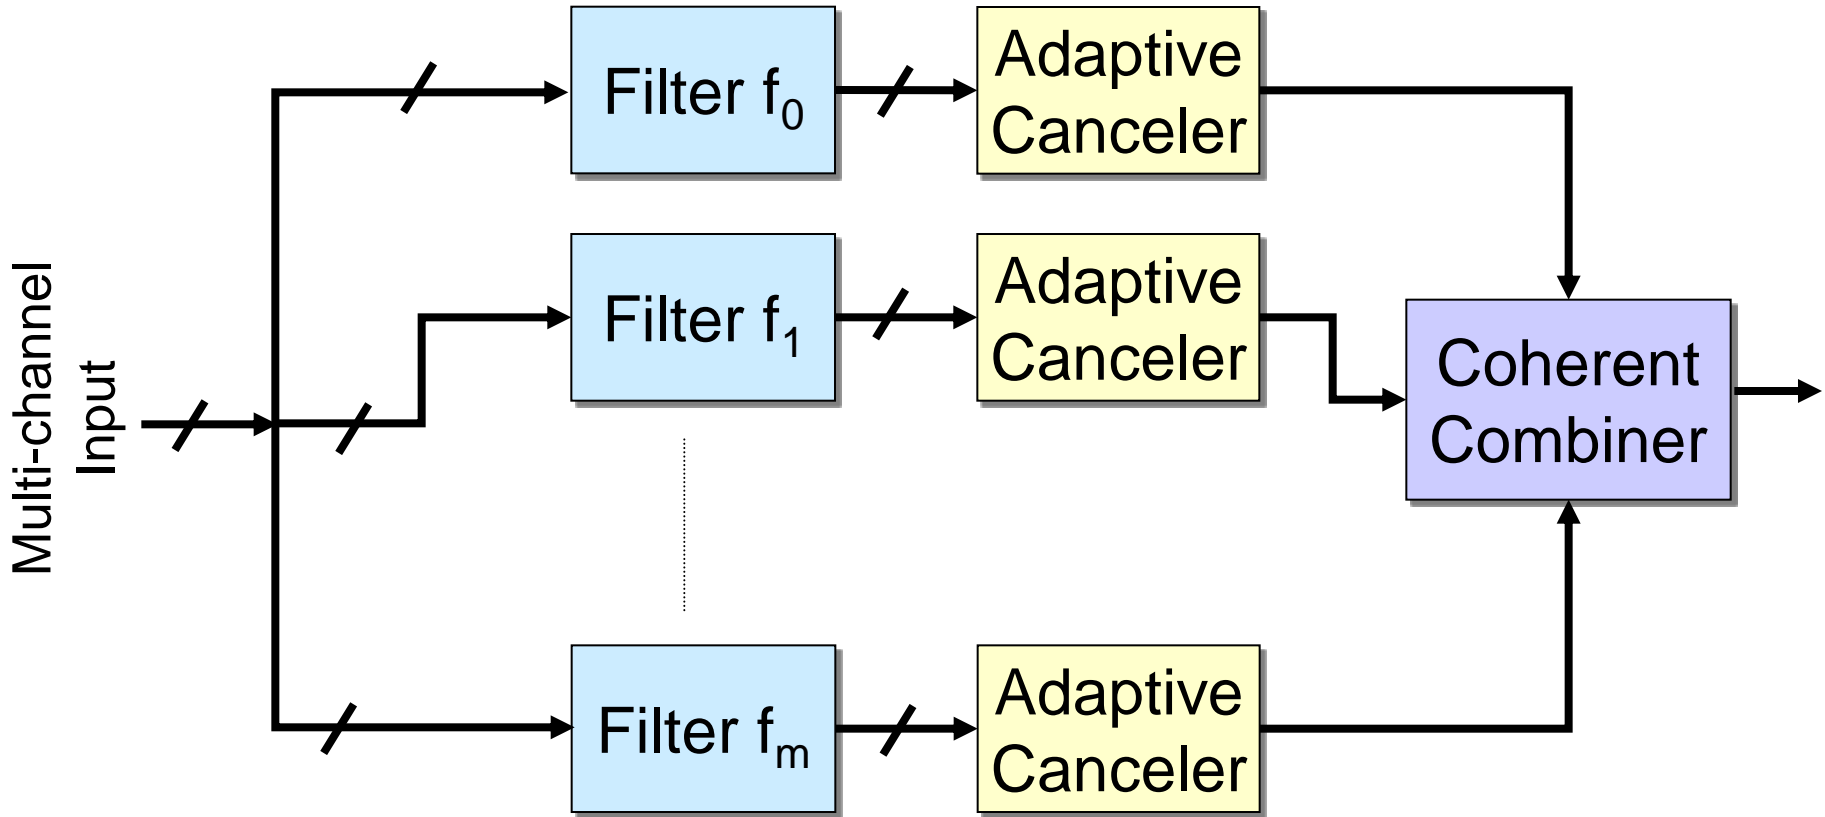 Multi-channel
Input
Filter f₀
Adaptive
Canceler
Filter f₁
Adaptive
Canceler
Coherent
Combiner
Filter fₘ
Adaptive
Canceler